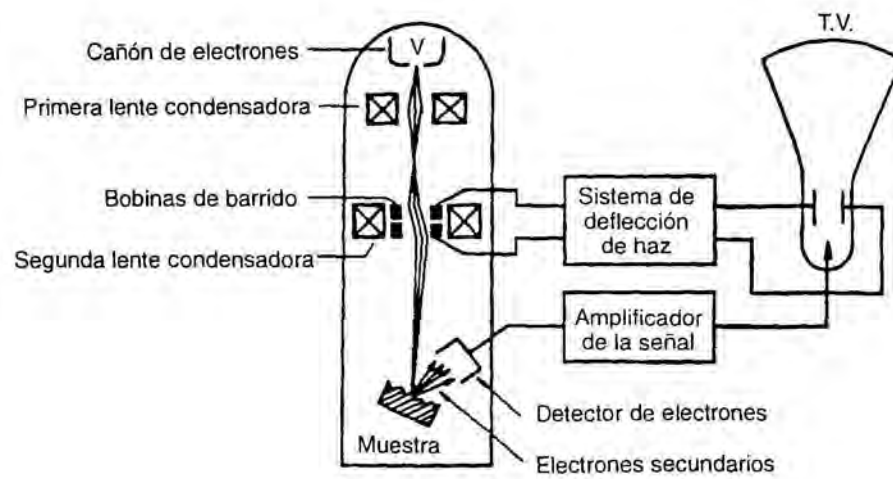 T.V.
Cañón de electrones
V
Primera lente condensadora
Bobinas de barrido
Segunda lente condensadora
Sistema de
deflección
de haz
Amplificador
de la señal
Detector de electrones
Muestra
Electrones secundarios